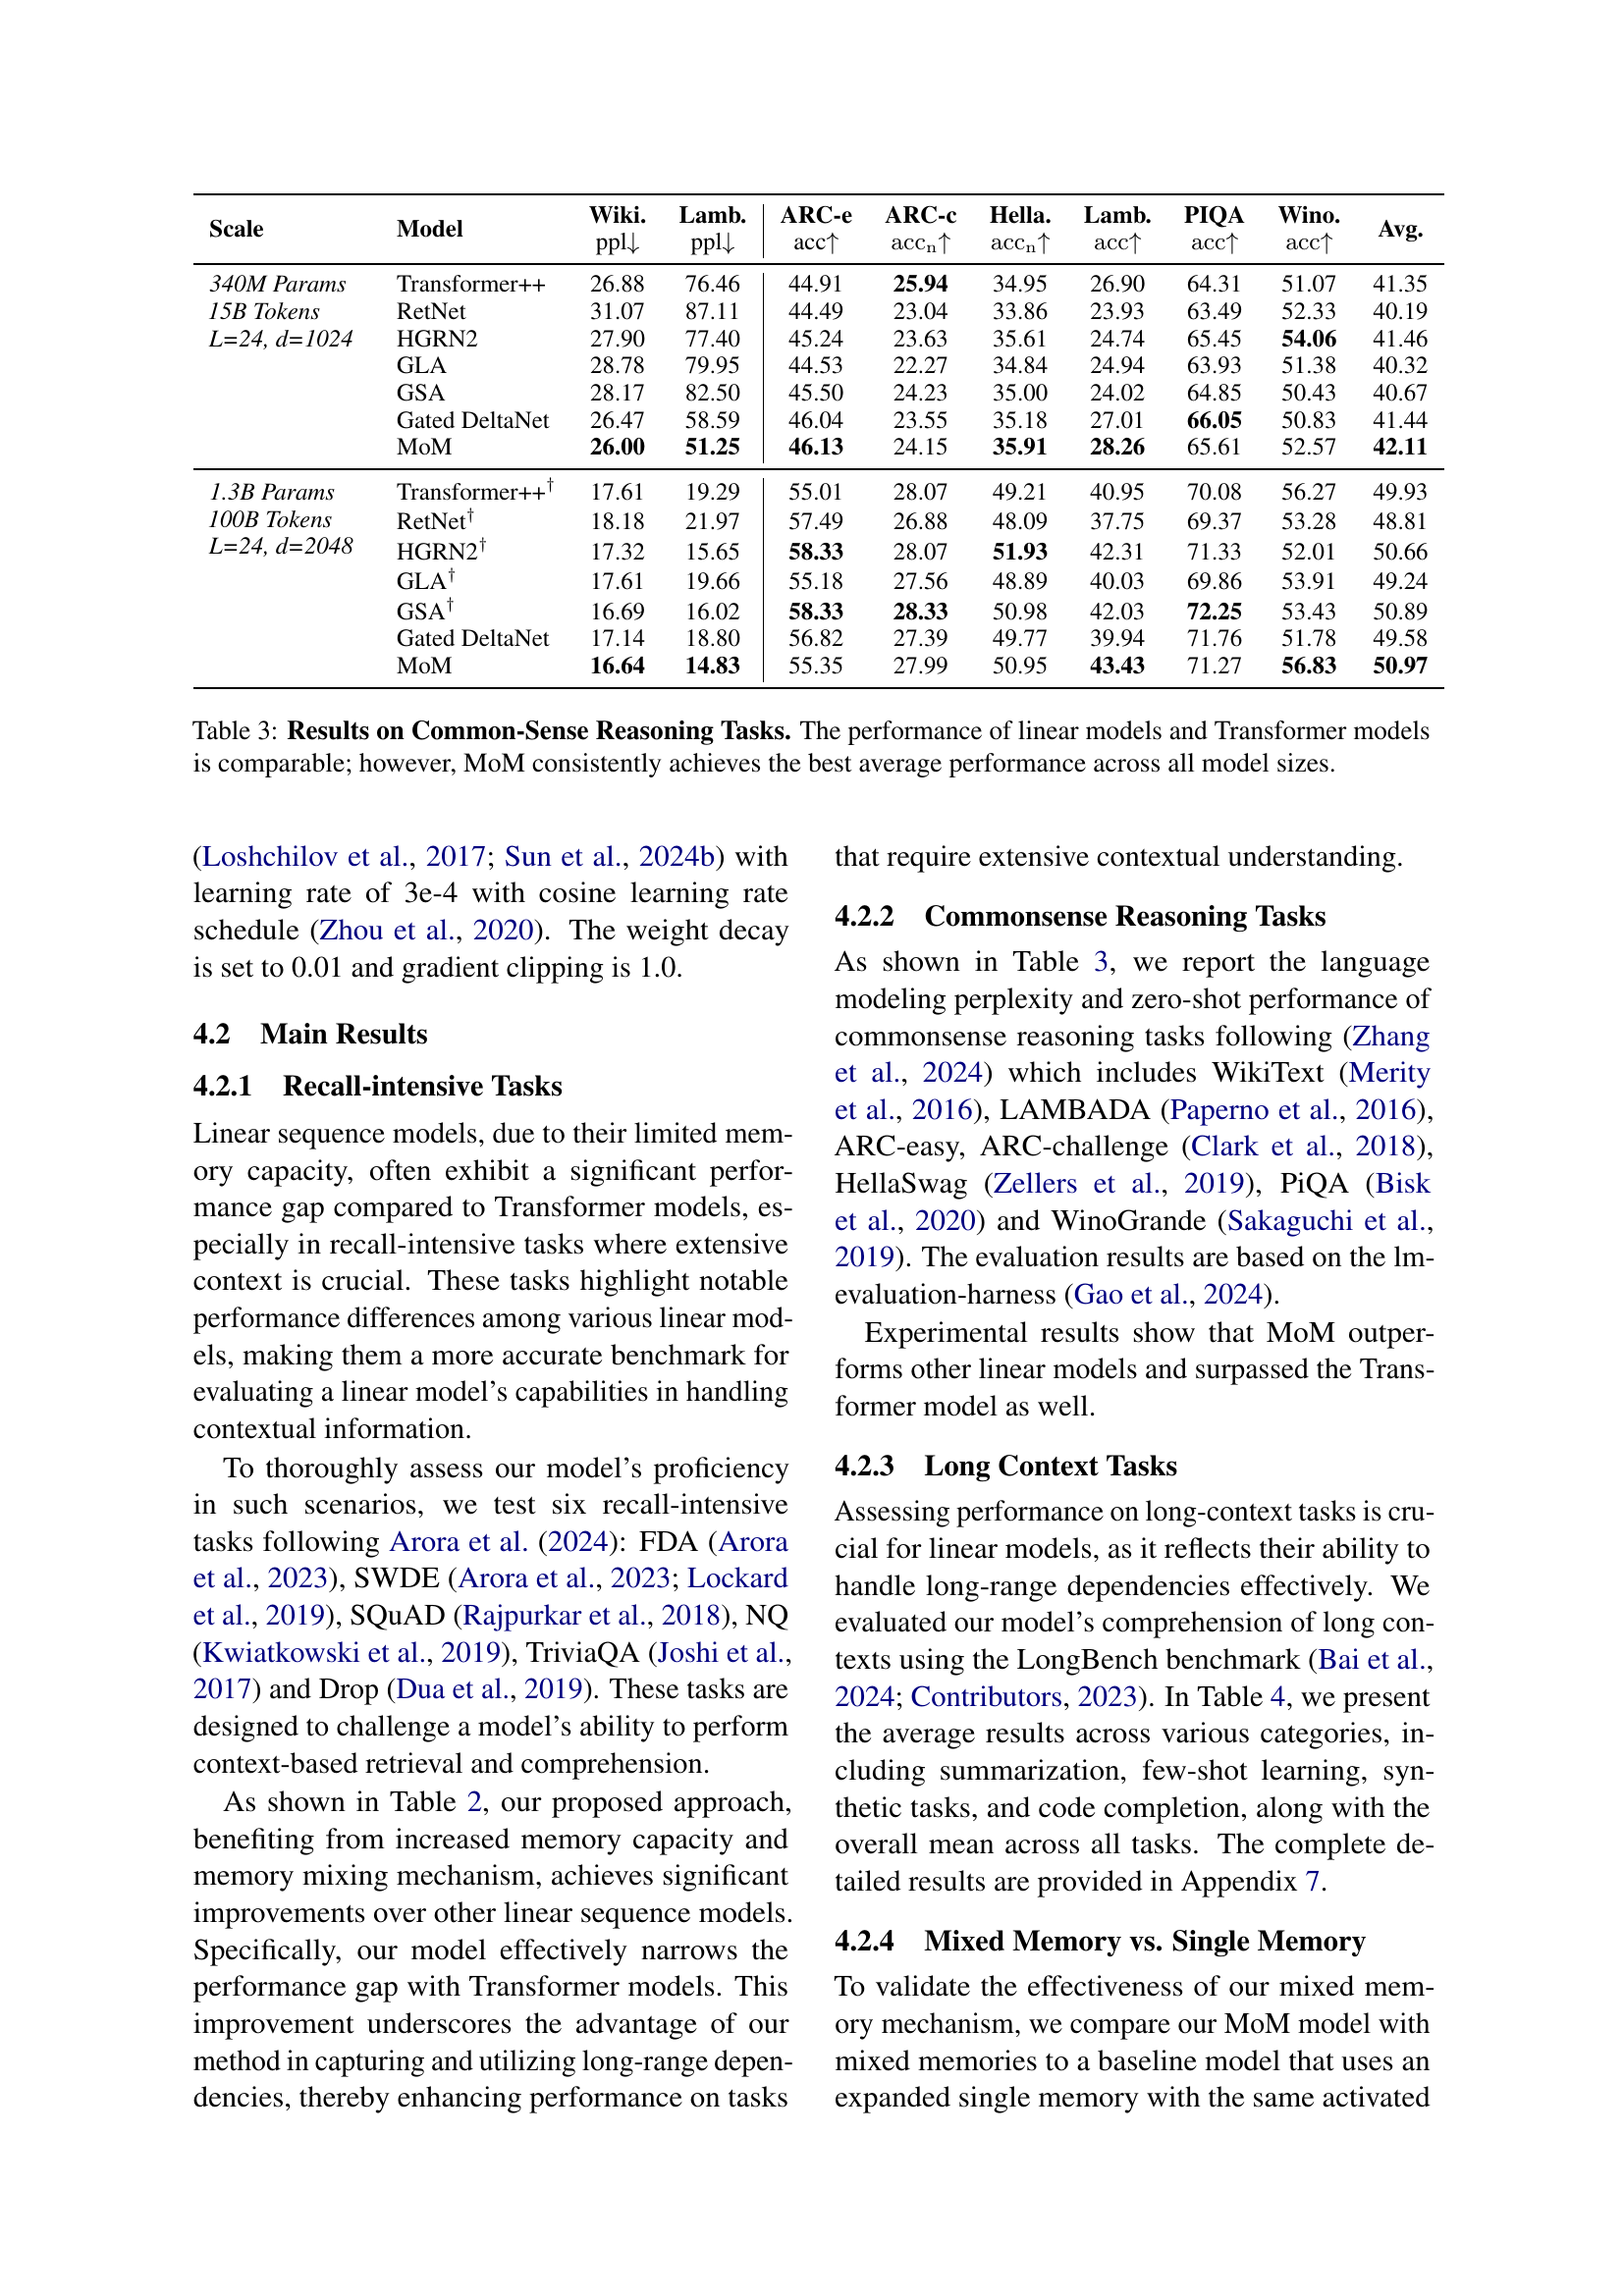 Scale Model Wiki. Lamb. ARC-e ARC-c Hella. Lamb. PIQA Wino. Avg.
ppl↓ ppl↓ acc↑ accn↑ accn↑ acc↑ acc↑ acc↑
340M Params Transformer++ 26.88 76.46 44.91 25.94 34.95 26.90 64.31 51.07 41.35
15B Tokens RetNet 31.07 87.11 44.49 23.04 33.86 23.93 63.49 52.33 40.19
L=24, d=1024 HGRN2 27.90 77.40 45.24 23.63 35.61 24.74 65.45 54.06 41.46
GLA 28.78 79.95 44.53 22.27 34.84 24.94 63.93 51.38 40.32
GSA 28.17 82.50 45.50 24.23 35.00 24.02 64.85 50.43 40.67
Gated DeltaNet 26.47 58.59 46.04 23.55 35.18 27.01 66.05 50.83 41.44
MoM 26.00 51.25 46.13 24.15 35.91 28.26 65.61 52.57 42.11
1.3B Params Transformer++† 17.61 19.29 55.01 28.07 49.21 40.95 70.08 56.27 49.93
100B Tokens RetNet† 18.18 21.97 57.49 26.88 48.09 37.75 69.37 53.28 48.81
L=24, d=2048 HGRN2† 17.32 15.65 58.33 28.07 51.93 42.31 71.33 52.01 50.66
GLA† 17.61 19.66 55.18 27.56 48.89 40.03 69.86 53.91 49.24
GSA† 16.69 16.02 58.33 28.33 50.98 42.03 72.25 53.43 50.89
Gated DeltaNet 17.14 18.80 56.82 27.39 49.77 39.94 71.76 51.78 49.58
MoM 16.64 14.83 55.35 27.99 50.95 43.43 71.27 56.83 50.97
Table 3: Results on Common-Sense Reasoning Tasks. The performance of linear models and Transformer models
is comparable; however, MoM consistently achieves the best average performance across all model sizes.
(Loshchilov et al., 2017; Sun et al., 2024b) with
learning rate of 3e-4 with cosine learning rate
schedule (Zhou et al., 2020). The weight decay
is set to 0.01 and gradient clipping is 1.0.
4.2 Main Results
4.2.1 Recall-intensive Tasks
Linear sequence models, due to their limited mem-
ory capacity, often exhibit a significant perfor-
mance gap compared to Transformer models, es-
pecially in recall-intensive tasks where extensive
context is crucial. These tasks highlight notable
performance differences among various linear mod-
els, making them a more accurate benchmark for
evaluating a linear model's capabilities in handling
contextual information.
To thoroughly assess our model's proficiency
in such scenarios, we test six recall-intensive
tasks following Arora et al. (2024): FDA (Arora
et al., 2023), SWDE (Arora et al., 2023; Lockard
et al., 2019), SQuAD (Rajpurkar et al., 2018), NQ
(Kwiatkowski et al., 2019), TriviaQA (Joshi et al.,
2017) and Drop (Dua et al., 2019). These tasks are
designed to challenge a model's ability to perform
context-based retrieval and comprehension.
As shown in Table 2, our proposed approach,
benefiting from increased memory capacity and
memory mixing mechanism, achieves significant
improvements over other linear sequence models.
Specifically, our model effectively narrows the
performance gap with Transformer models. This
improvement underscores the advantage of our
method in capturing and utilizing long-range depen-
dencies, thereby enhancing performance on tasks
that require extensive contextual understanding.
4.2.2 Commonsense Reasoning Tasks
As shown in Table 3, we report the language
modeling perplexity and zero-shot performance of
commonsense reasoning tasks following (Zhang
et al., 2024) which includes WikiText (Merity
et al., 2016), LAMBADA (Paperno et al., 2016),
ARC-easy, ARC-challenge (Clark et al., 2018),
HellaSwag (Zellers et al., 2019), PiQA (Bisk
et al., 2020) and WinoGrande (Sakaguchi et al.,
2019). The evaluation results are based on the lm-
evaluation-harness (Gao et al., 2024).
Experimental results show that MoM outper-
forms other linear models and surpassed the Trans-
former model as well.
4.2.3 Long Context Tasks
Assessing performance on long-context tasks is cru-
cial for linear models, as it reflects their ability to
handle long-range dependencies effectively. We
evaluated our model's comprehension of long con-
texts using the LongBench benchmark (Bai et al.,
2024; Contributors, 2023). In Table 4, we present
the average results across various categories, in-
cluding summarization, few-shot learning, syn-
thetic tasks, and code completion, along with the
overall mean across all tasks. The complete de-
tailed results are provided in Appendix 7.
4.2.4 Mixed Memory vs. Single Memory
To validate the effectiveness of our mixed mem-
ory mechanism, we compare our MoM model with
mixed memories to a baseline model that uses an
expanded single memory with the same activated